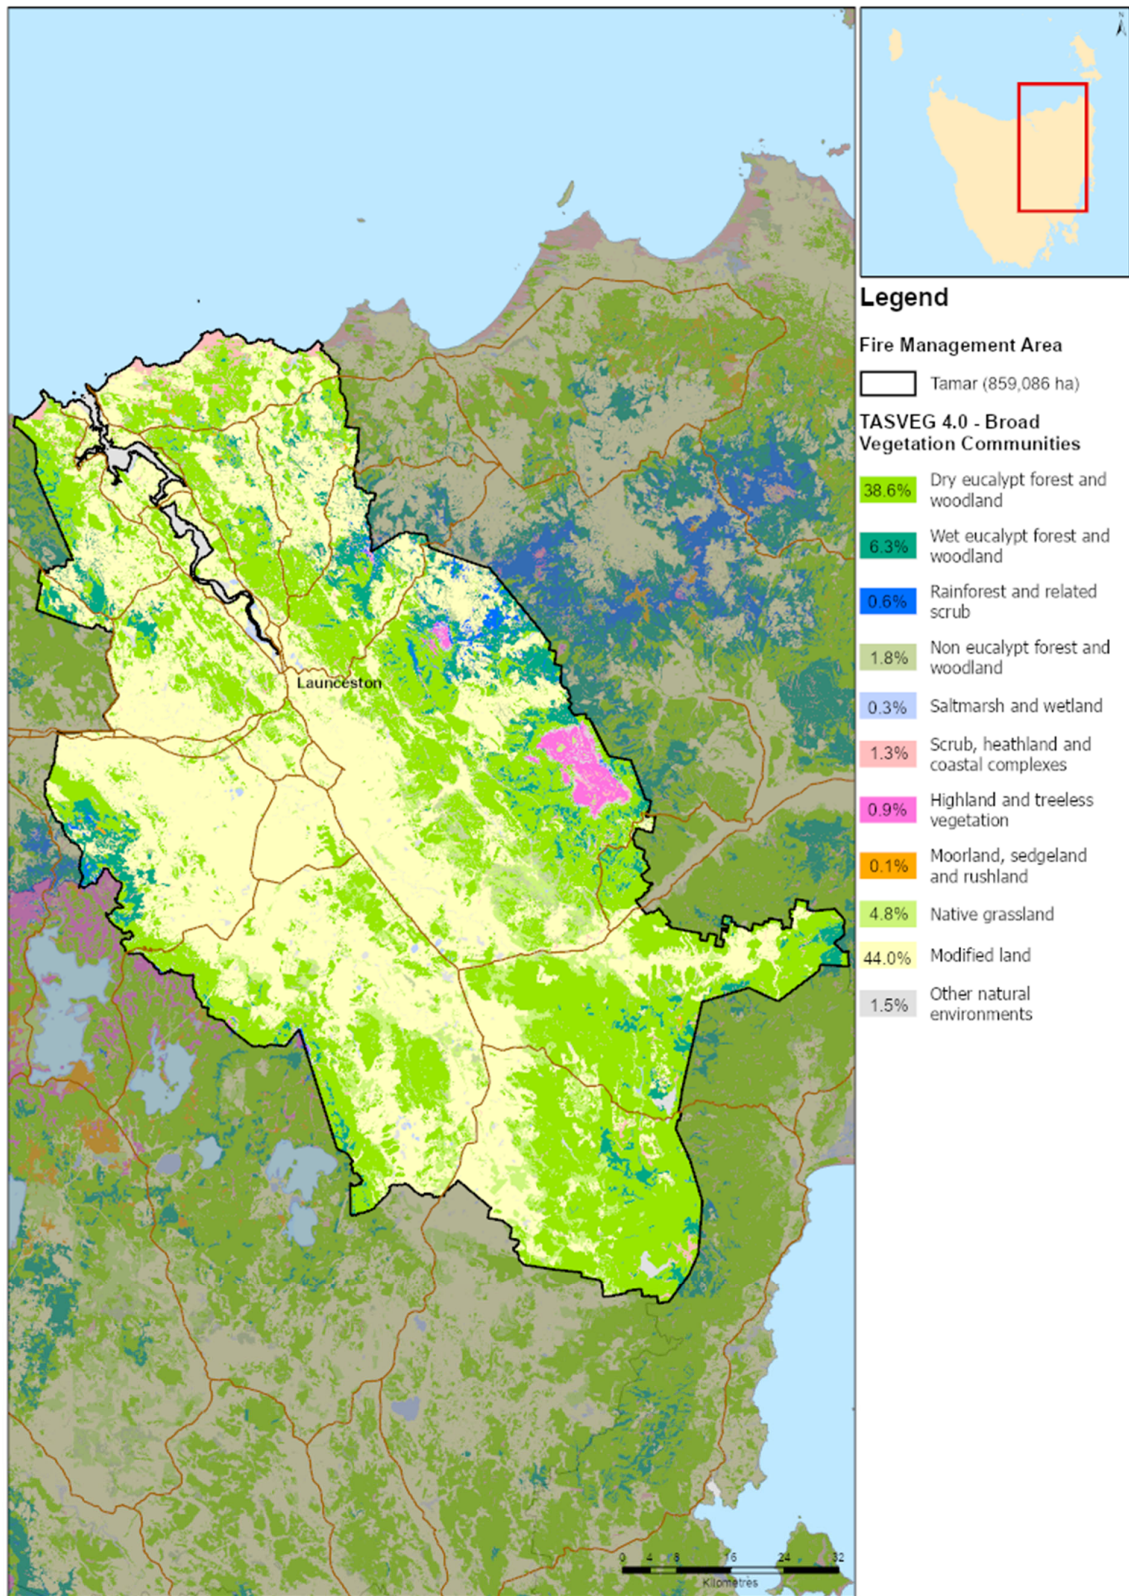 N
Launceston
0 4 8 16 24 32
Kilometres
Legend
Fire Management Area
Tamar (859,086 ha)
TASVEG 4.0 - Broad
Vegetation Communities
38.6% Dry eucalypt forest and
woodland
6.3% Wet eucalypt forest and
woodland
0.6% Rainforest and related
scrub
1.8% Non eucalypt forest and
woodland
0.3% Saltmarsh and wetland
1.3% Scrub, heathland and
coastal complexes
0.9% Highland and treeless
vegetation
0.1% Moorland, sedgeland
and rushland
4.8% Native grassland
44.0% Modified land
1.5% Other natural
environments